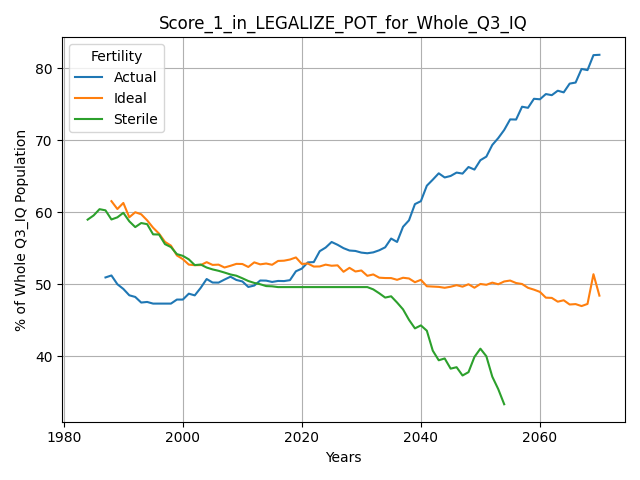 Score_1_in_LEGALIZE_POT_for_Whole_Q3_IQ
Fertility
Actual
Ideal
Sterile
% of Whole Q3_IQ Population
80
70
60
50
40
1980
2000
2020
2040
2060
Years